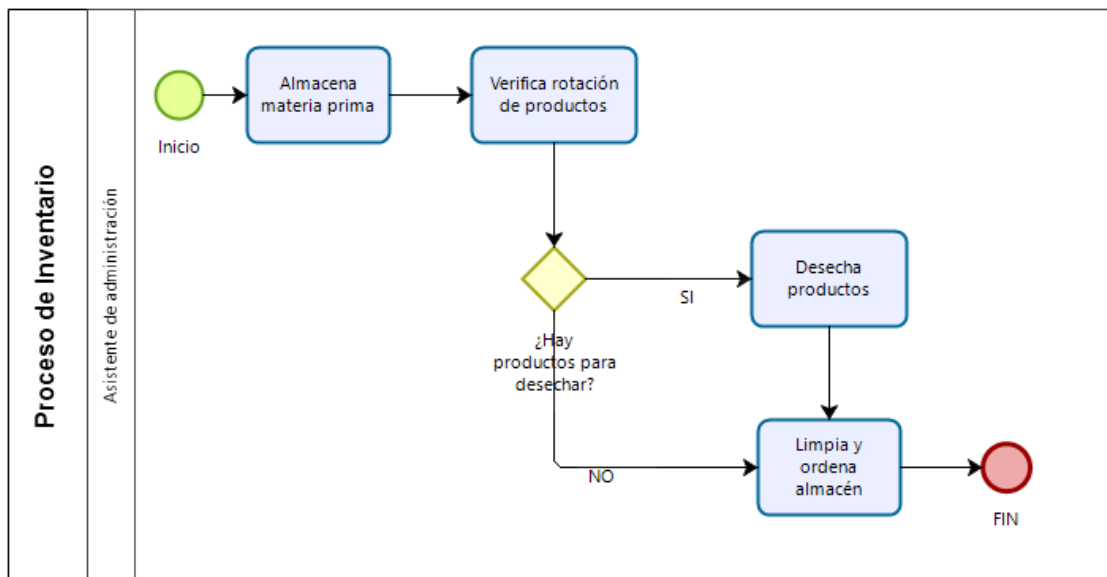 Proceso de Inventario
Asistente de administración
Inicio
Almacena
materia prima
Verifica rotación
de productos
¿Hay
productos para
desechar?
SI
Desecha
productos
NO
Limpia y
ordena
almacén
FIN